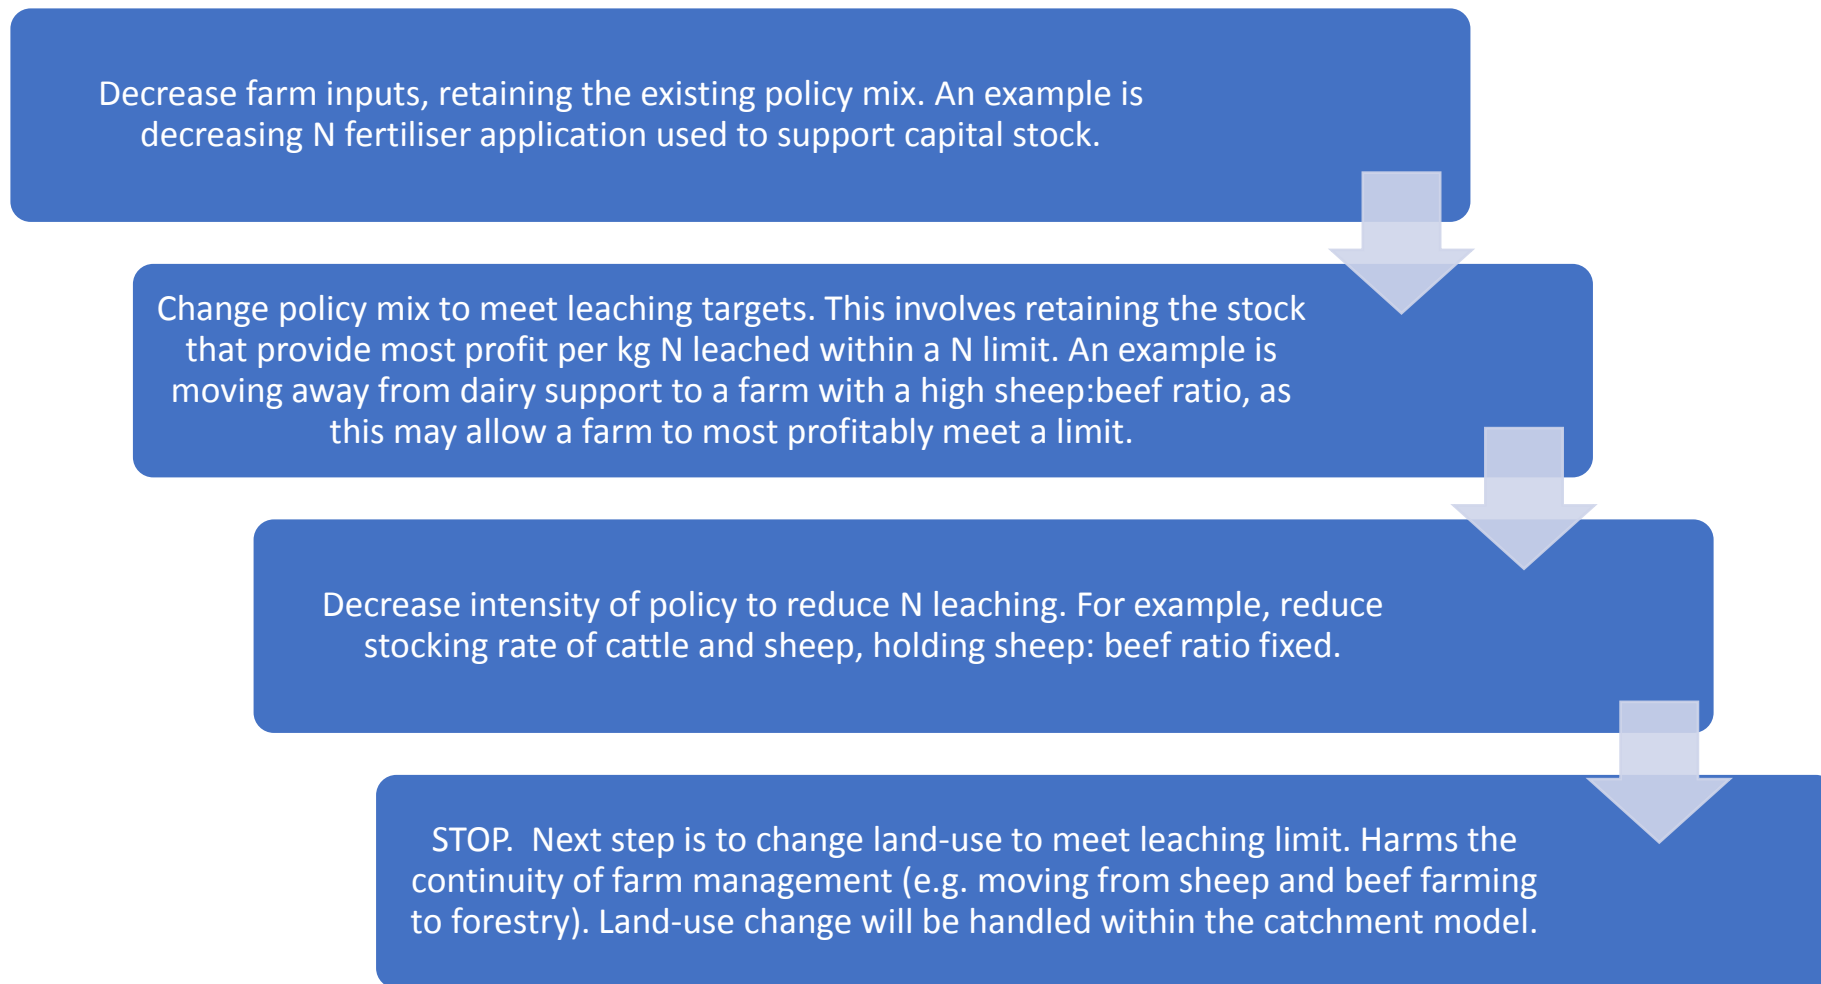 Decrease farm inputs, retaining the existing policy mix. An example is
decreasing N fertiliser application used to support capital stock.
Change policy mix to meet leaching targets. This involves retaining the stock
that provide most profit per kg N leached within a N limit. An example is
moving away from dairy support to a farm with a high sheep:beef ratio, as
this may allow a farm to most profitably meet a limit.
Decrease intensity of policy to reduce N leaching. For example, reduce
stocking rate of cattle and sheep, holding sheep: beef ratio fixed.
STOP.  Next step is to change land-use to meet leaching limit. Harms the
continuity of farm management (e.g. moving from sheep and beef farming
to forestry). Land-use change will be handled within the catchment model.